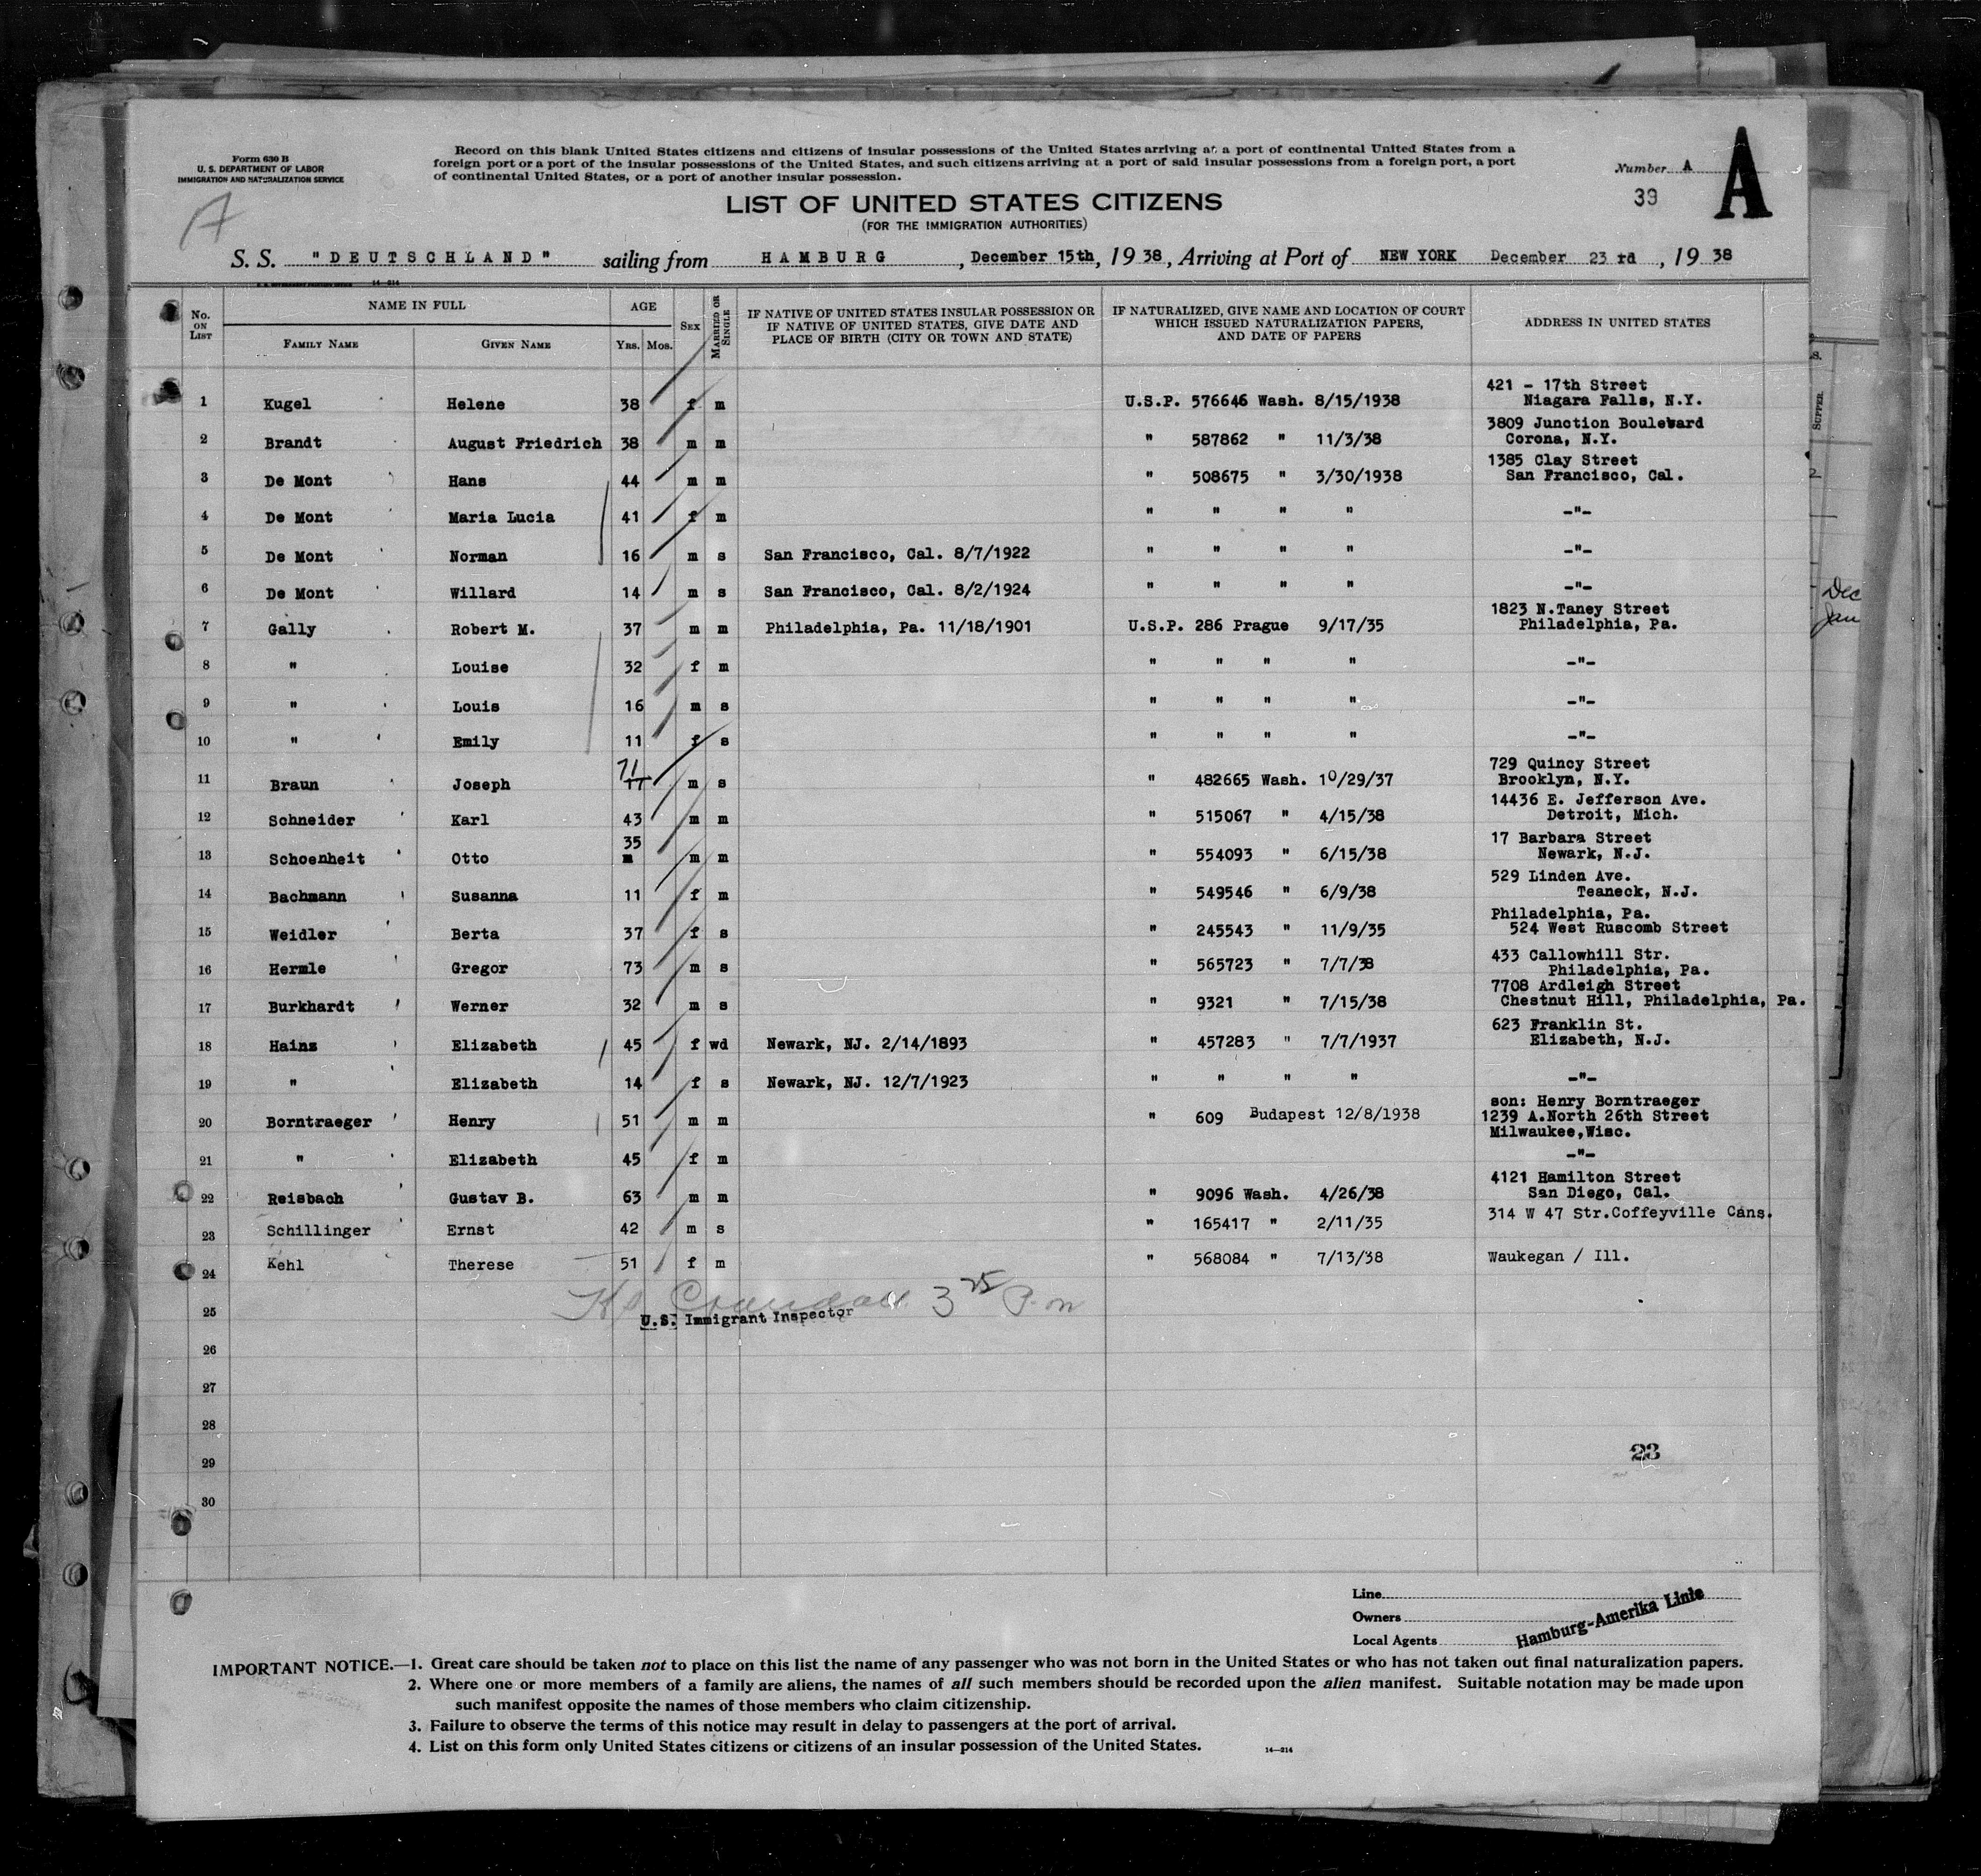 Form 630 B
U. S. DEPARTMENT OF LABOR
IMMIGRATION AND NATURALIZATION SERVICE
Record on this blank United States citizens and citizens of insular possessions of the United States arriving at a port of continental United States from a
foreign port or a port of the insular possessions of the United States, and such citizens arriving at a port of said insular possessions from a foreign port, a port
of continental United States, or a port of another insular possession.
Number A
A
39
A
LIST OF UNITED STATES CITIZENS
(FOR THE IMMIGRATION AUTHORITIES)
S. S. "DEUTSCHLAND" sailing from HAMBURG, December 15th, 1938, Arriving at Port of NEW YORK December 23 rd, 1938
14-214
No. ON LIST
NAME IN FULL
FAMILY NAME
GIVEN NAME
AGE
YRS. MOS.
SEX
MARRIED OR SINGLE
IF NATIVE OF UNITED STATES INSULAR POSSESSION OR
IF NATIVE OF UNITED STATES, GIVE DATE AND
PLACE OF BIRTH (CITY OR TOWN AND STATE)
IF NATURALIZED, GIVE NAME AND LOCATION OF COURT
WHICH ISSUED NATURALIZATION PAPERS,
AND DATE OF PAPERS
ADDRESS IN UNITED STATES
SUPPER.
1 Kugel Helene 38 f m U.S.P. 576646 Wash. 8/15/1938 421 - 17th Street
Niagara Falls, N.Y.
2 Brandt August Friedrich 38 m m " 587862 " 11/3/38 3809 Junction Boulevard
Corona, N.Y.
3 De Mont Hans 44 m m " 508675 " 3/30/1938 1385 Clay Street
San Francisco, Cal.
4 De Mont Maria Lucia 41 f m " " " " -"-
5 De Mont Norman 16 m s San Francisco, Cal. 8/7/1922 " " " " -"-
6 De Mont Willard 14 m s San Francisco, Cal. 8/2/1924 " " " " -"-
Dec
Jan
7 Gally Robert M. 37 m m Philadelphia, Pa. 11/18/1901 U.S.P. 286 Prague 9/17/35 1823 N.Taney Street
Philadelphia, Pa.
8 " Louise 32 f m " " " " -"-
9 " Louis 16 m s " " " " -"-
10 " Emily 11 f s " " " " -"-
11 Braun Joseph 71 m s " 482665 Wash. 10/29/37 729 Quincy Street
Brooklyn, N.Y.
12 Schneider Karl 43 m m " 515067 " 4/15/38 14436 E. Jefferson Ave.
Detroit, Mich.
13 Schoenheit Otto 35 m m " 554093 " 6/15/38 17 Barbara Street
Newark, N.J.
14 Bachmann Susanna 11 f m " 549546 " 6/9/38 529 Linden Ave.
Teaneck, N.J.
15 Weidler Berta 37 f s " 245543 " 11/9/35 Philadelphia, Pa.
524 West Ruscomb Street
16 Hermle Gregor 73 m s " 565723 " 7/7/38 433 Callowhill Str.
Philadelphia, Pa.
17 Burkhardt Werner 32 m s " 9321 " 7/15/38 7708 Ardleigh Street
Chestnut Hill, Philadelphia, Pa.
18 Hains Elizabeth 45 f wd Newark, NJ. 2/14/1893 " 457283 " 7/7/1937 623 Franklin St.
Elizabeth, N.J.
19 " Elizabeth 14 f s Newark, NJ. 12/7/1923 " " " " -"-
20 Borntraeger Henry 51 m m " 609 Budapest 12/8/1938 son: Henry Borntraeger
1239 A.North 26th Street
Milwaukee,Wisc.
21 " Elizabeth 45 f m -"-
22 Reisbach Gustav B. 63 m m " 9096 Wash. 4/26/38 4121 Hamilton Street
San Diego, Cal.
23 Schillinger Ernst 42 m s " 165417 " 2/11/35 314 W 47 Str.Coffeyville Cans.
24 Kehl Therese 51 f m " 568084 " 7/13/38 Waukegan / Ill.
3 25 P.m
25 U.S. Immigrant Inspector
26
27
28
29
23
30
Line
Owners
Local Agents
Hamburg-Amerika Linie
IMPORTANT NOTICE.—1. Great care should be taken not to place on this list the name of any passenger who was not born in the United States or who has not taken out final naturalization papers.
2. Where one or more members of a family are aliens, the names of all such members should be recorded upon the alien manifest. Suitable notation may be made upon
such manifest opposite the names of those members who claim citizenship.
3. Failure to observe the terms of this notice may result in delay to passengers at the port of arrival.
4. List on this form only United States citizens or citizens of an insular possession of the United States.
14—214